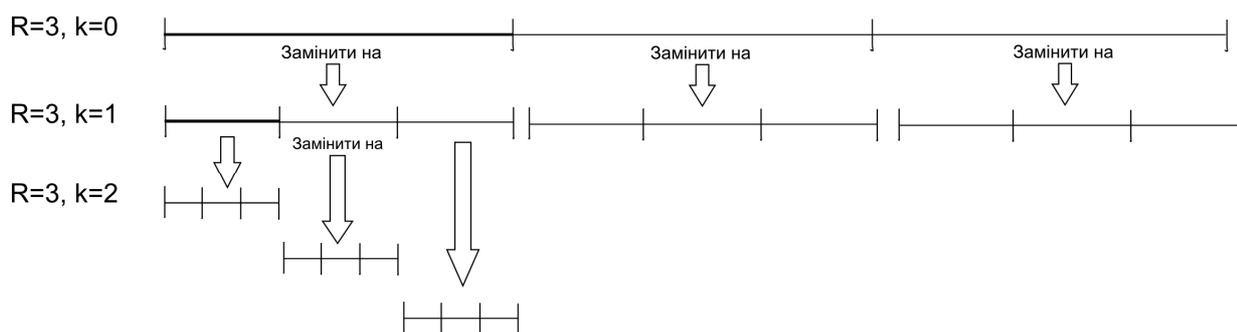 R=3, k=0
Замінити на
Замінити на
Замінити на
R=3, k=1
Замінити на
R=3, k=2